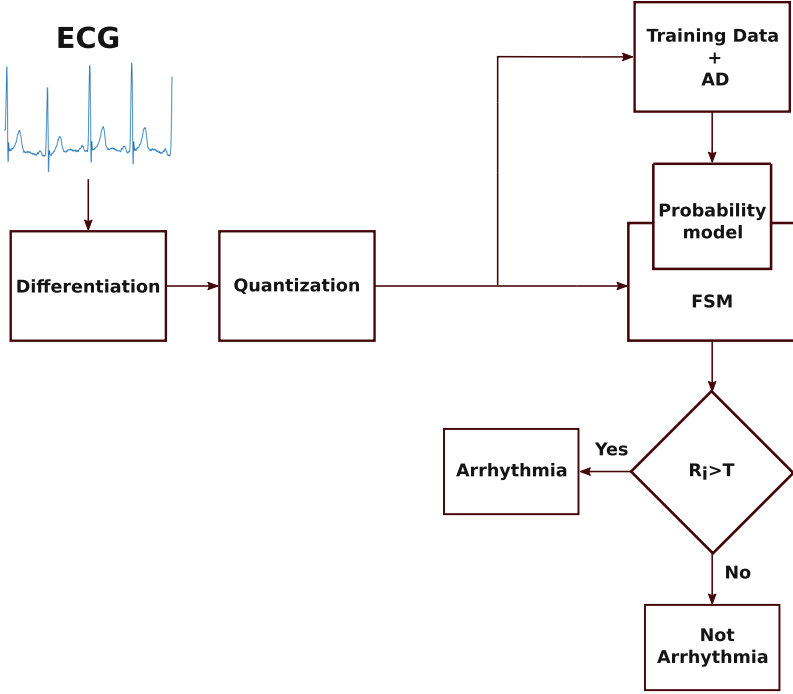 ECG
Training Data
+
AD
Probability
model
Differentiation
Quantization
FSM
Yes
Arrhythmia
Ri>T
No
Not
Arrhythmia